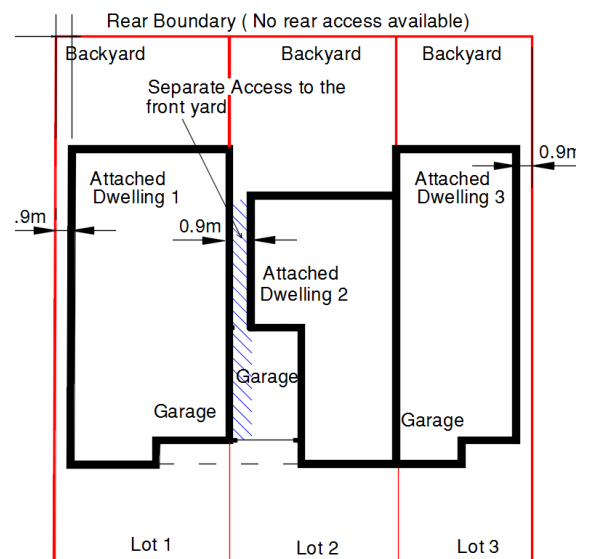 Rear Boundary ( No rear access available)
Backyard
Backyard
Backyard
Separate Access to the
front yard
0.9m
Attached
Dwelling 1
Attached
Dwelling 3
.9m
0.9m
Attached
Dwelling 2
Garage
Garage
Garage
Lot 1
Lot 2
Lot 3